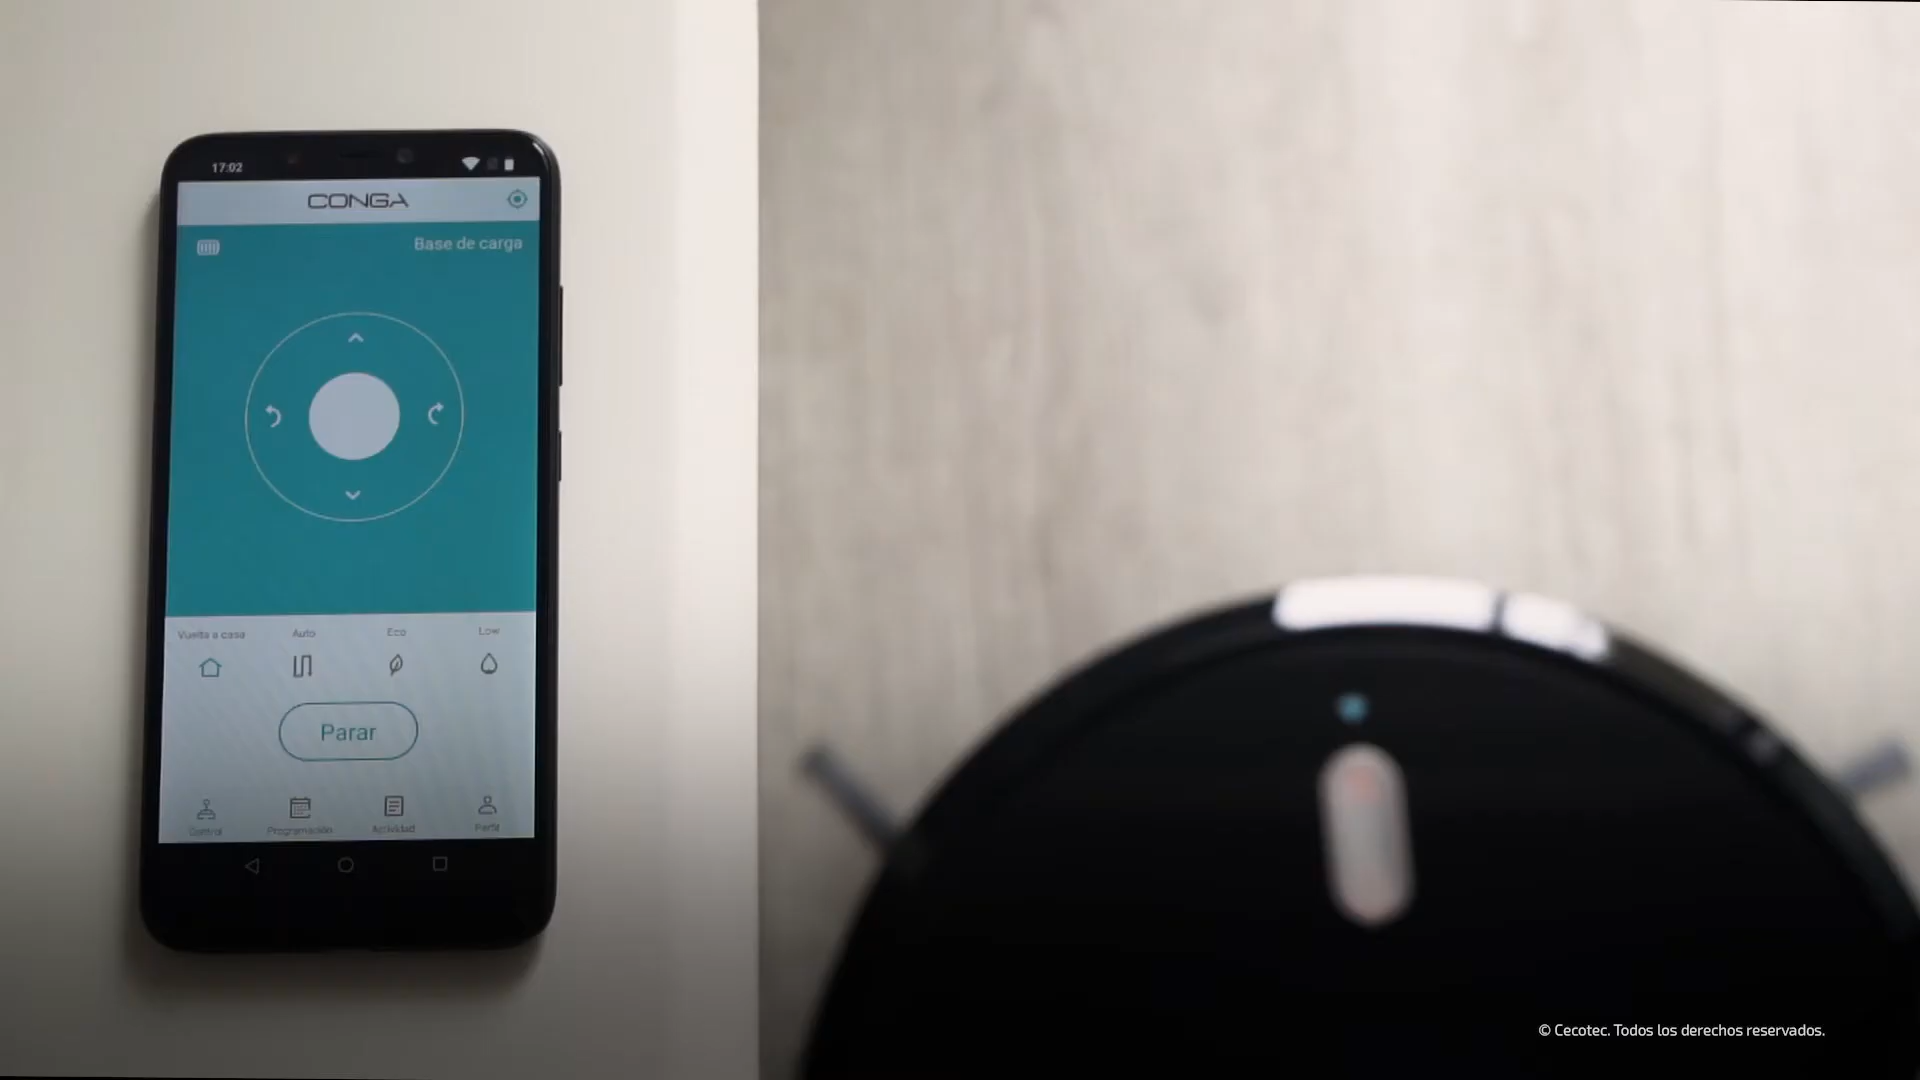 17:02
CONGA
Base de carga
Vuelta a casa
Auto
Eco
Low
Parar
Control
Programación
Actividad
Perfil
© Cecotec. Todos los derechos reservados.